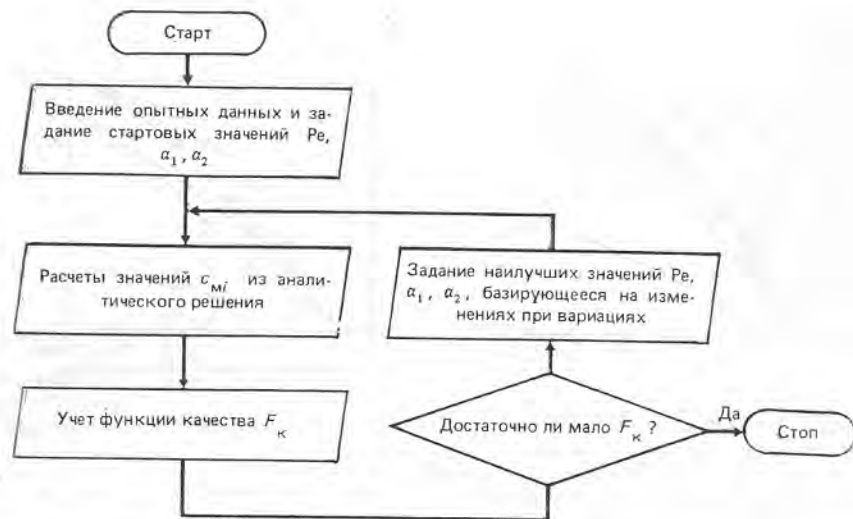 Старт
Введение опытных данных и за-
дание стартовых значений Pe,
α₁, α₂
Расчеты значений cмi из анали-
тического решения
Учет функции качества Fк
Задание наилучших значений Pe,
α₁, α₂, базирующееся на изме-
нениях при вариациях
Достаточно ли мало Fк ?
Да
Стоп